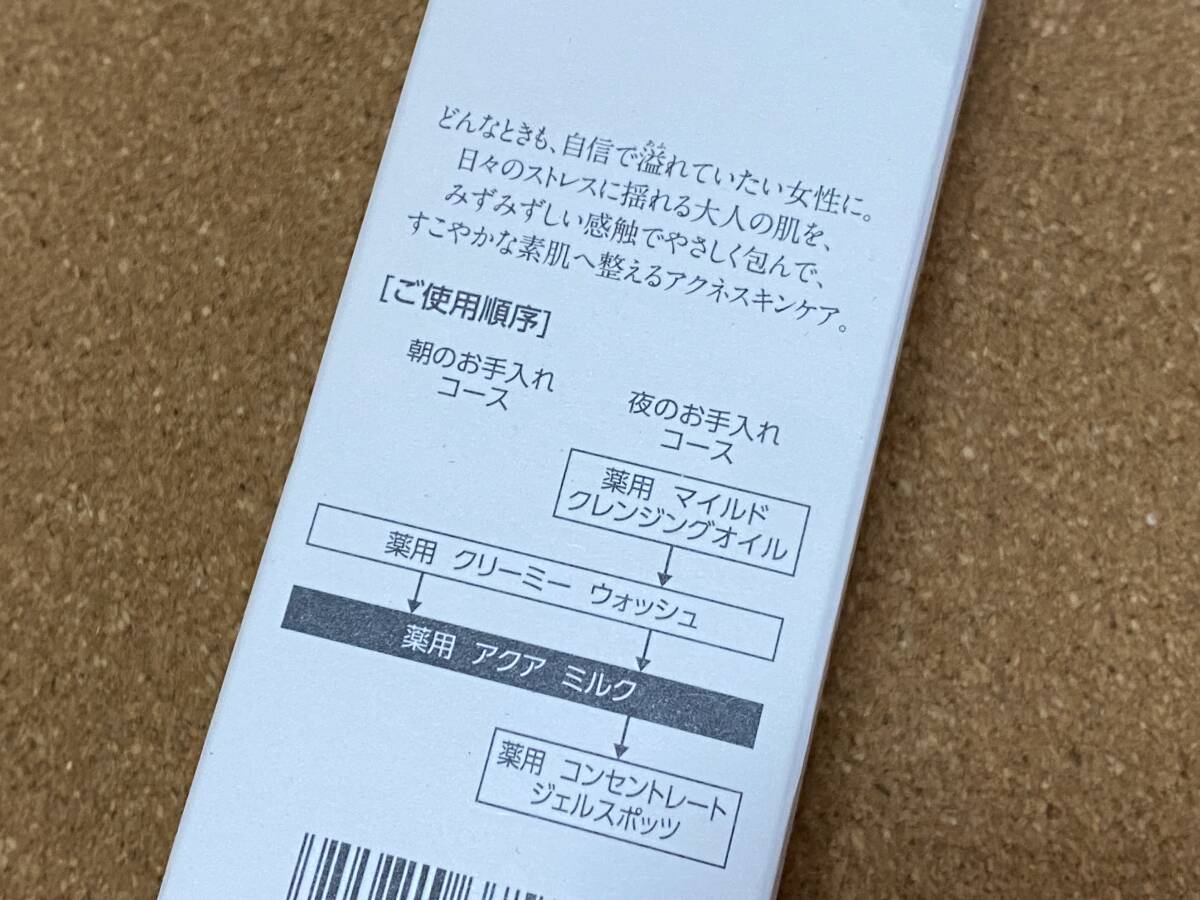 どんなときも、自信で溢れていたい女性に。
日々のストレスに揺れる大人の肌を、
みずみずしい感触でやさしく包んで、
すこやかな素肌へ整えるアクネスキンケア。
[ご使用順序]
朝のお手入れ
コース
夜のお手入れ
コース
薬用 マイルド
クレンジングオイル
薬用 クリーミー ウォッシュ
薬用 アクア ミルク
薬用 コンセントレート
ジェルスポッツ